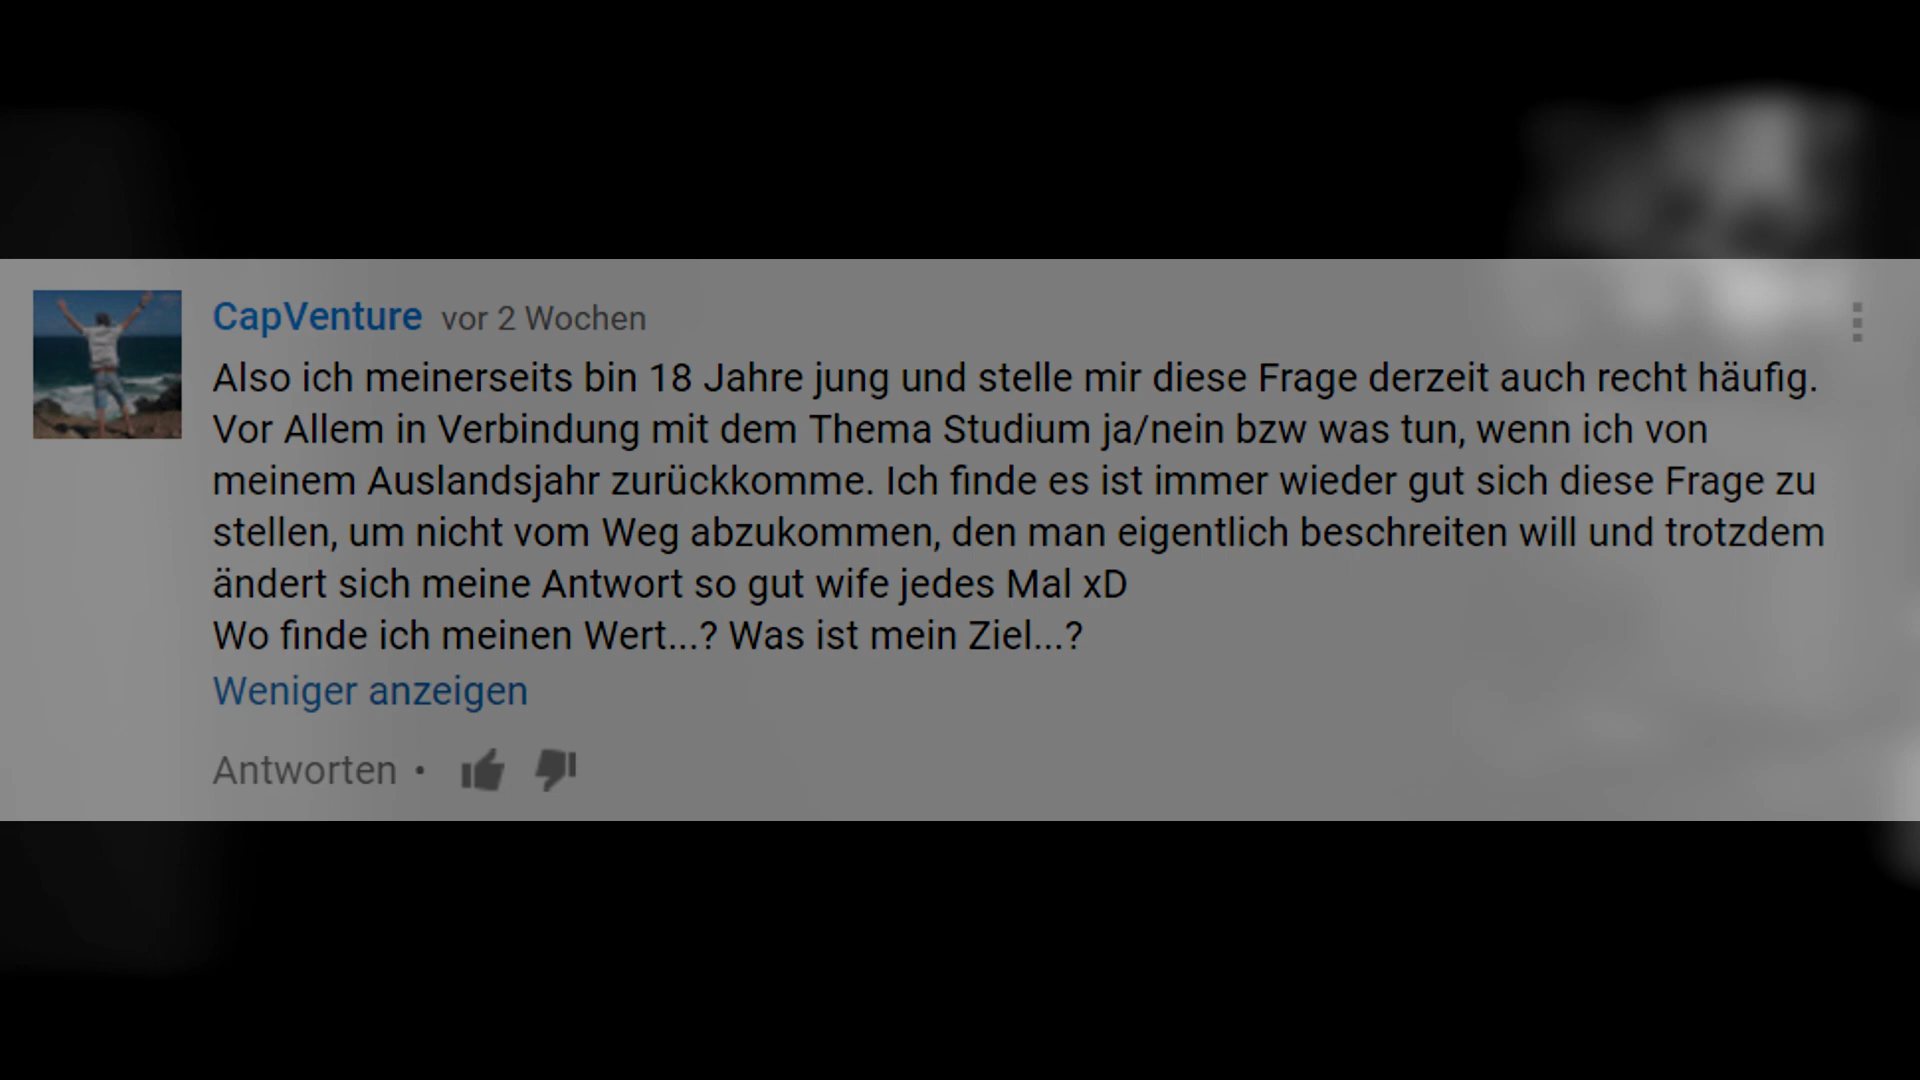 CapVenture vor 2 Wochen
Also ich meinerseits bin 18 Jahre jung und stelle mir diese Frage derzeit auch recht häufig.
Vor Allem in Verbindung mit dem Thema Studium ja/nein bzw was tun, wenn ich von
meinem Auslandsjahr zurückkomme. Ich finde es ist immer wieder gut sich diese Frage zu
stellen, um nicht vom Weg abzukommen, den man eigentlich beschreiten will und trotzdem
ändert sich meine Antwort so gut wife jedes Mal xD
Wo finde ich meinen Wert...? Was ist mein Ziel...?
Weniger anzeigen
Antworten •